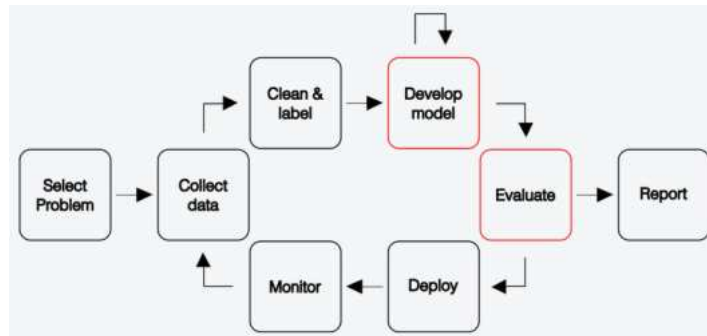 Clean &
label
Develop
model
Select
Problem
Collect
data
Evaluate
Report
Monitor
Deploy